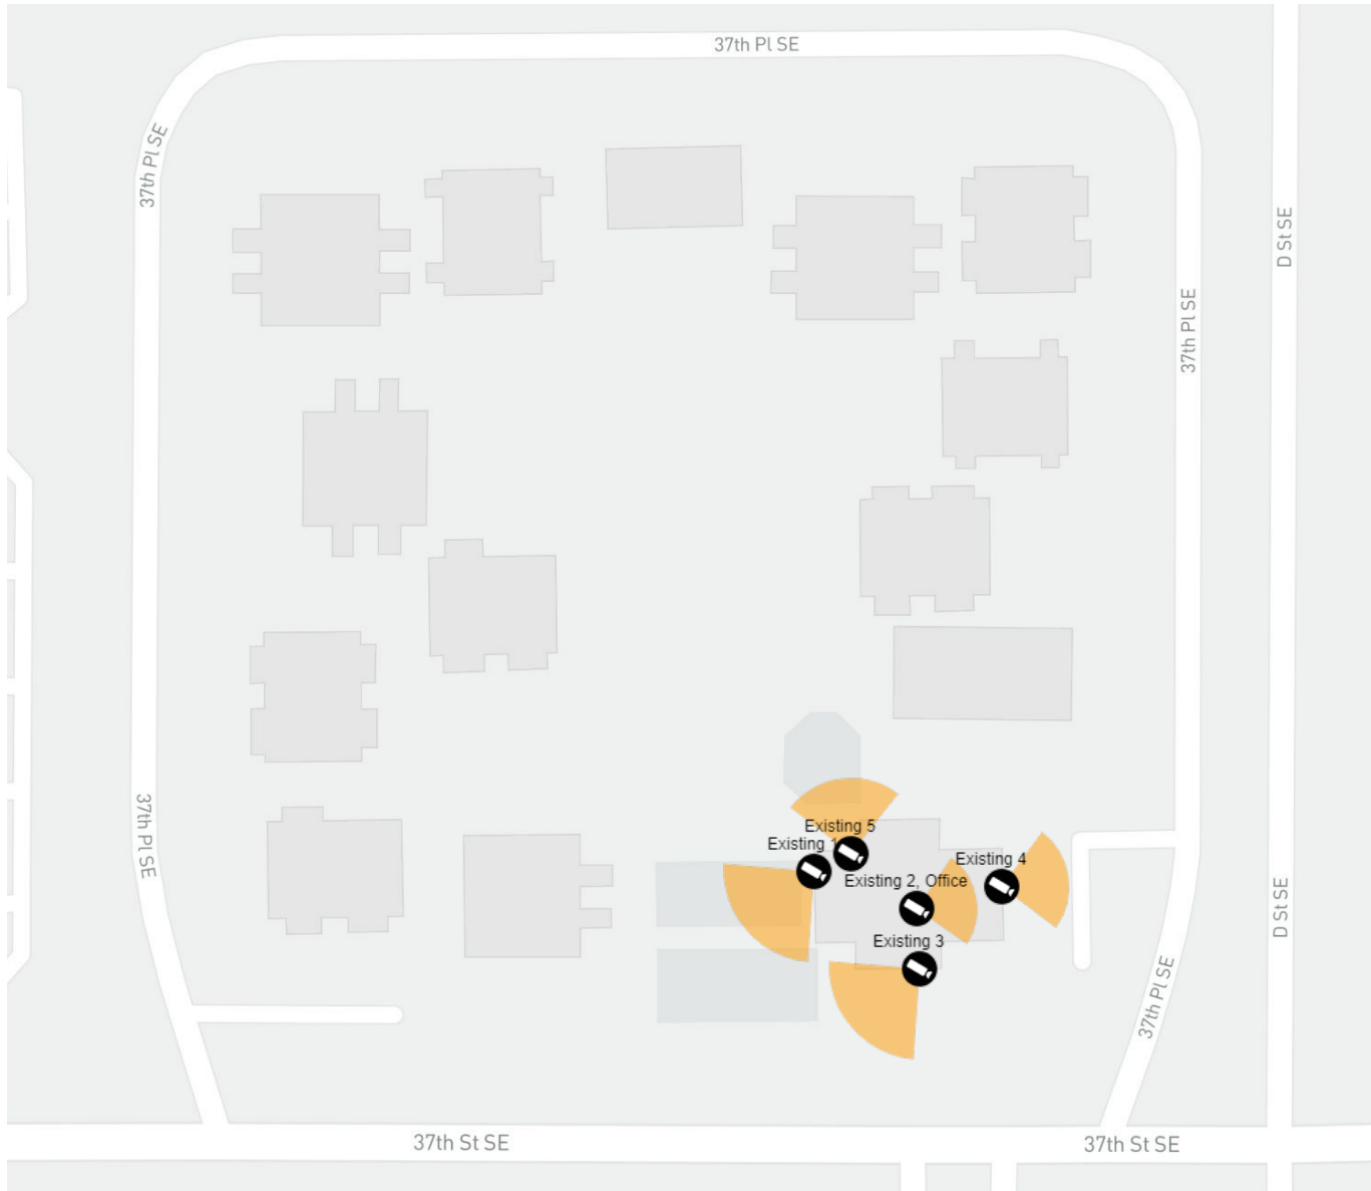 37th Pl SE
37th Pl SE
D St SE
37th Pl SE
37th Pl SE
Existing 5
Existing 1
Existing 4
Existing 2, Office
D St SE
Existing 3
37th Pl SE
37th St SE
37th St SE